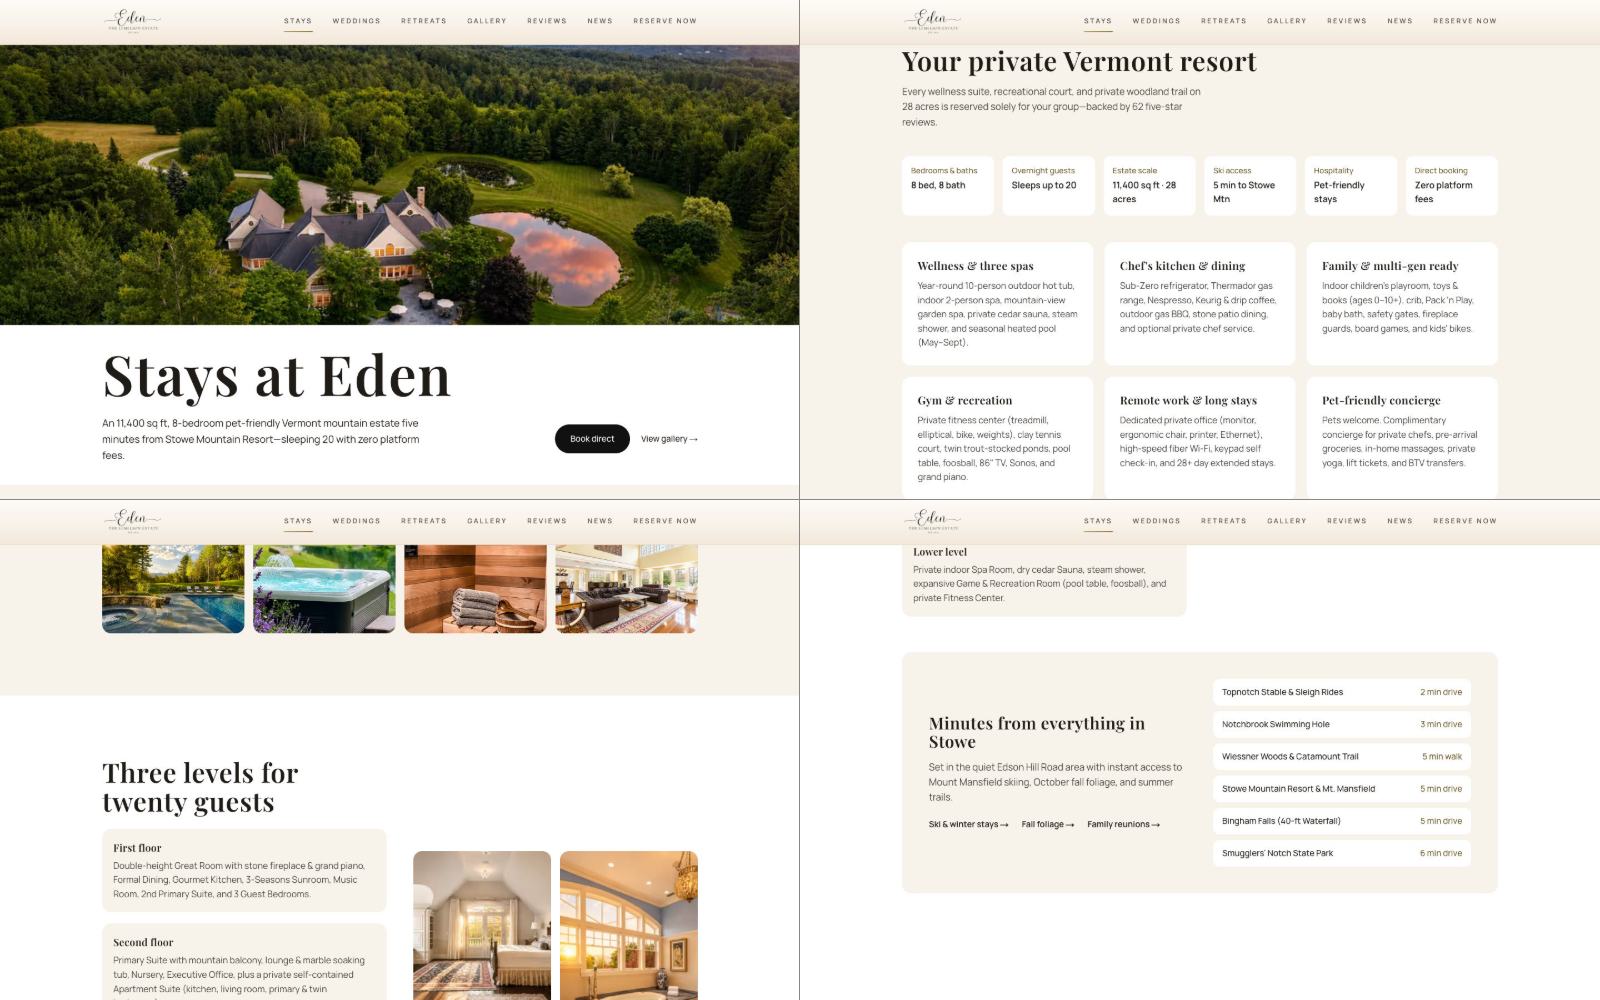 Eden
STAYS WEDDINGS RETREATS GALLERY REVIEWS NEWS RESERVE NOW
Stays at Eden
An 11,400 sq ft, 8-bedroom pet-friendly Vermont mountain estate five
minutes from Stowe Mountain Resort—sleeping 20 with zero platform
fees.
Book direct
View gallery →
Eden
STAYS WEDDINGS RETREATS GALLERY REVIEWS NEWS RESERVE NOW
Your private Vermont resort
Every wellness suite, recreational court, and private woodland trail on
28 acres is reserved solely for your group—backed by 62 five-star
reviews.
Bedrooms & baths
8 bed, 8 bath
Overnight guests
Sleeps up to 20
Estate scale
11,400 sq ft · 28
acres
Ski access
5 min to Stowe
Mtn
Hospitality
Pet-friendly
stays
Direct booking
Zero platform
fees
Wellness & three spas
Year-round 10-person outdoor hot tub,
indoor 2-person spa, mountain-view
garden spa, private cedar sauna, steam
shower, and seasonal heated pool
(May–Sept).
Chef's kitchen & dining
Sub-Zero refrigerator, Thermador gas
range, Nespresso, Keurig & drip coffee,
outdoor gas BBQ, stone patio dining,
and optional private chef service.
Family & multi-gen ready
Indoor children's playroom, toys &
books (ages 0–10+), crib, Pack 'n Play,
baby bath, safety gates, fireplace
guards, board games, and kids' bikes.
Gym & recreation
Private fitness center (treadmill,
elliptical, bike, weights), clay tennis
court, twin trout-stocked ponds, pool
table, foosball, 86" TV, Sonos, and
grand piano.
Remote work & long stays
Dedicated private office (monitor,
ergonomic chair, printer, Ethernet),
high-speed fiber Wi-Fi, keypad self
check-in, and 28+ day extended stays.
Pet-friendly concierge
Pets welcome. Complimentary
concierge for private chefs, pre-arrival
groceries, in-home massages, private
yoga, lift tickets, and BTV transfers.
Eden
STAYS WEDDINGS RETREATS GALLERY REVIEWS NEWS RESERVE NOW
Three levels for
twenty guests
First floor
Double-height Great Room with stone fireplace & grand piano,
Formal Dining, Gourmet Kitchen, 3-Seasons Sunroom, Music
Room, 2nd Primary Suite, and 3 Guest Bedrooms.
Second floor
Primary Suite with mountain balcony, lounge & marble soaking
tub, Nursery, Executive Office, plus a private self-contained
Apartment Suite (kitchen, living room, primary & twin
Eden
STAYS WEDDINGS RETREATS GALLERY REVIEWS NEWS RESERVE NOW
Lower level
Private indoor Spa Room, dry cedar Sauna, steam shower,
expansive Game & Recreation Room (pool table, foosball), and
private Fitness Center.
Minutes from everything in
Stowe
Set in the quiet Edson Hill Road area with instant access to
Mount Mansfield skiing, October fall foliage, and summer
trails.
Ski & winter stays → Fall foliage → Family reunions →
Topnotch Stable & Sleigh Rides 2 min drive
Notchbrook Swimming Hole 3 min drive
Wiessner Woods & Catamount Trail 5 min walk
Stowe Mountain Resort & Mt. Mansfield 5 min drive
Bingham Falls (40-ft Waterfall) 5 min drive
Smugglers' Notch State Park 6 min drive